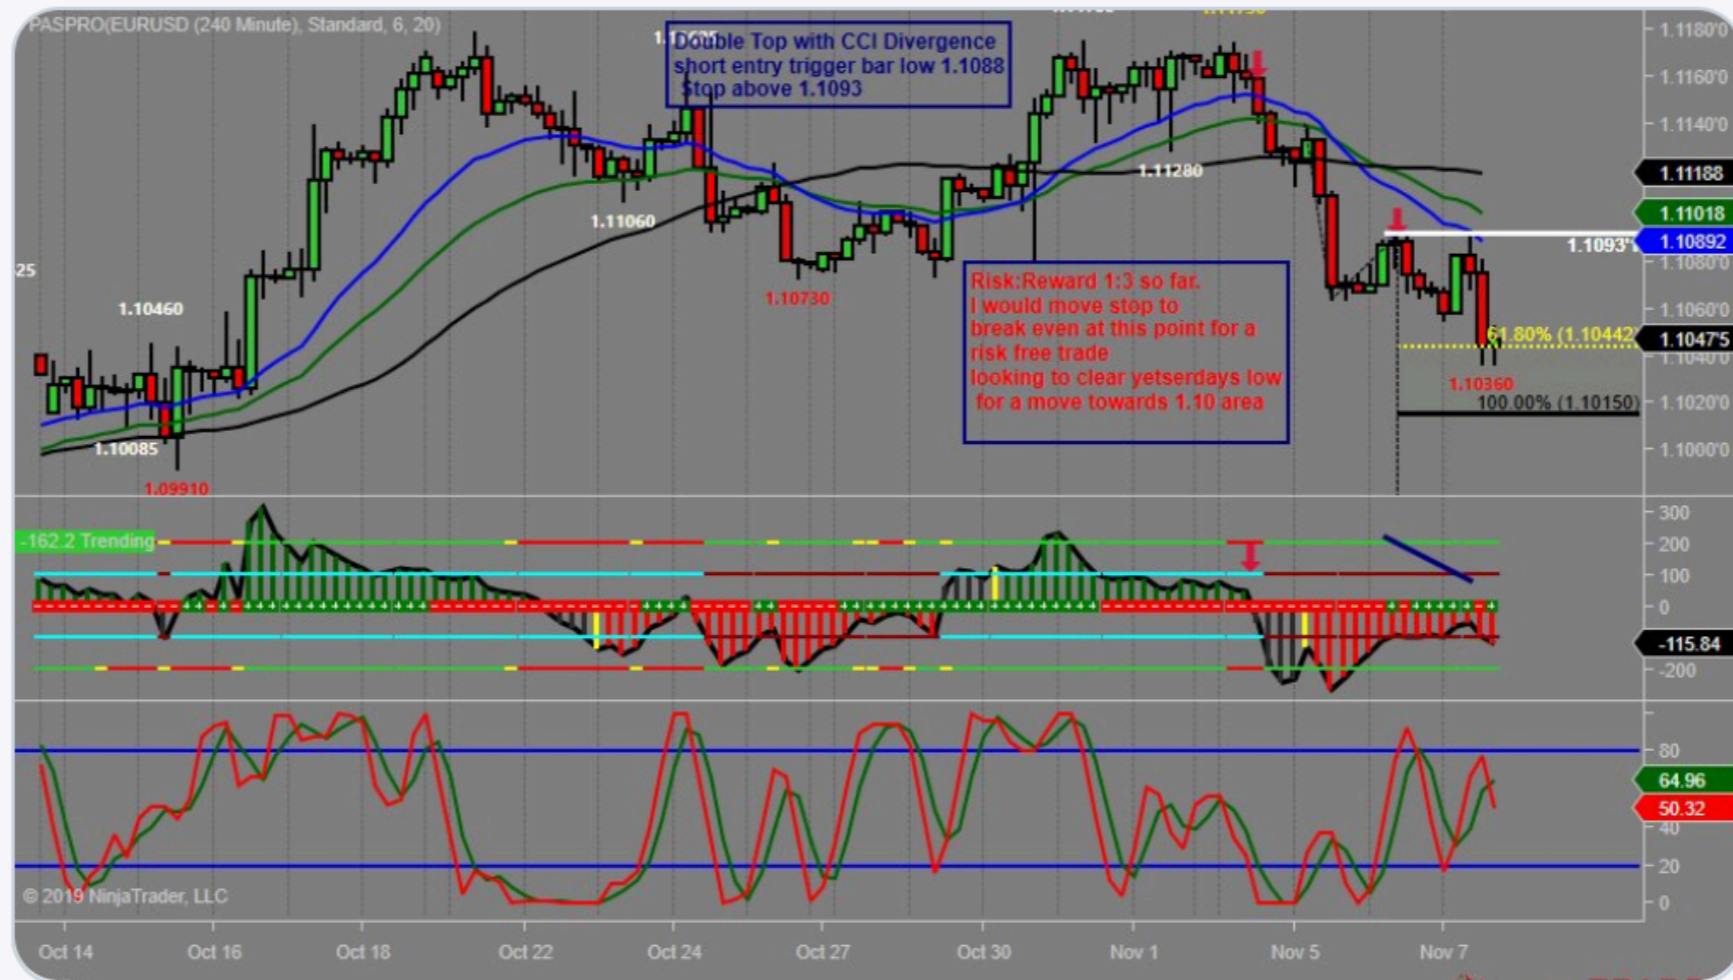 PASPRO(EURUSD (240 Minute), Standard, 6, 20)
Double Top with CCI Divergence
short entry trigger bar low 1.1088
Stop above 1.1093
1.11280
1.11060
1.10730
25
1.10460
1.10085
1.09910
Risk:Reward 1:3 so far.
I would move stop to
break even at this point for a
risk free trade
looking to clear yetserdays low
for a move towards 1.10 area
1.1093'
61.80% (1.10442)
1.10360
100.00% (1.10150)
1.1180'0
1.1160'0
1.1140'0
1.11188
1.11018
1.10892
1.1080'0
1.1060'0
1.1047'5
1.1040'0
1.1020'0
1.1000'0
-162.2 Trending
300
200
100
0
-115.84
-200
80
64.96
50.32
40
20
0
© 2019 NinjaTrader, LLC
Oct 14
Oct 16
Oct 18
Oct 22
Oct 24
Oct 27
Oct 30
Nov 1
Nov 5
Nov 7